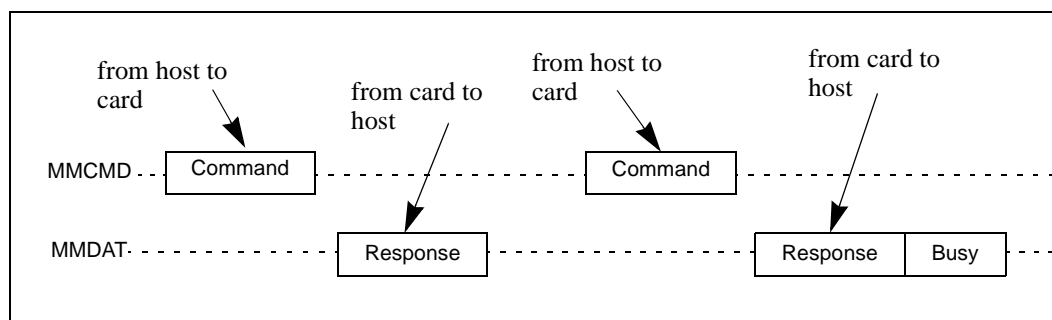 from host to
card
from card to
host
from host to
card
from card to
host
MMCMD
Command
Command
MMDAT
Response
Response
Busy